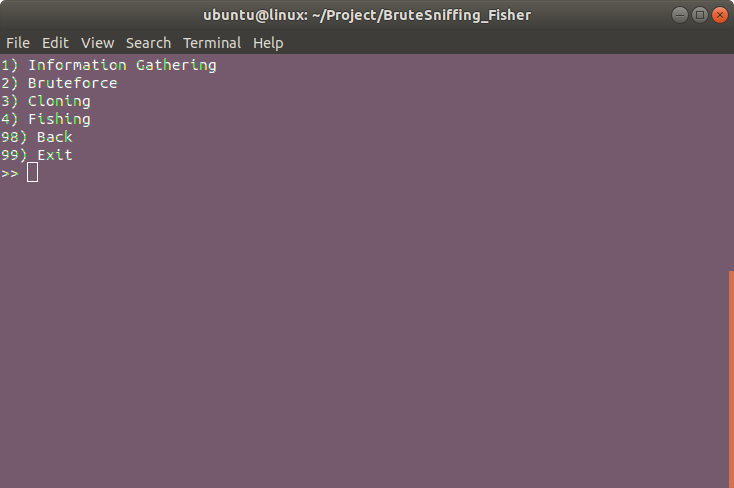 ubuntu@linux: ~/Project/BruteSniffing_Fisher
File Edit View Search Terminal Help
1) Information Gathering
2) Bruteforce
3) Cloning
4) Fishing
98) Back
99) Exit
>>